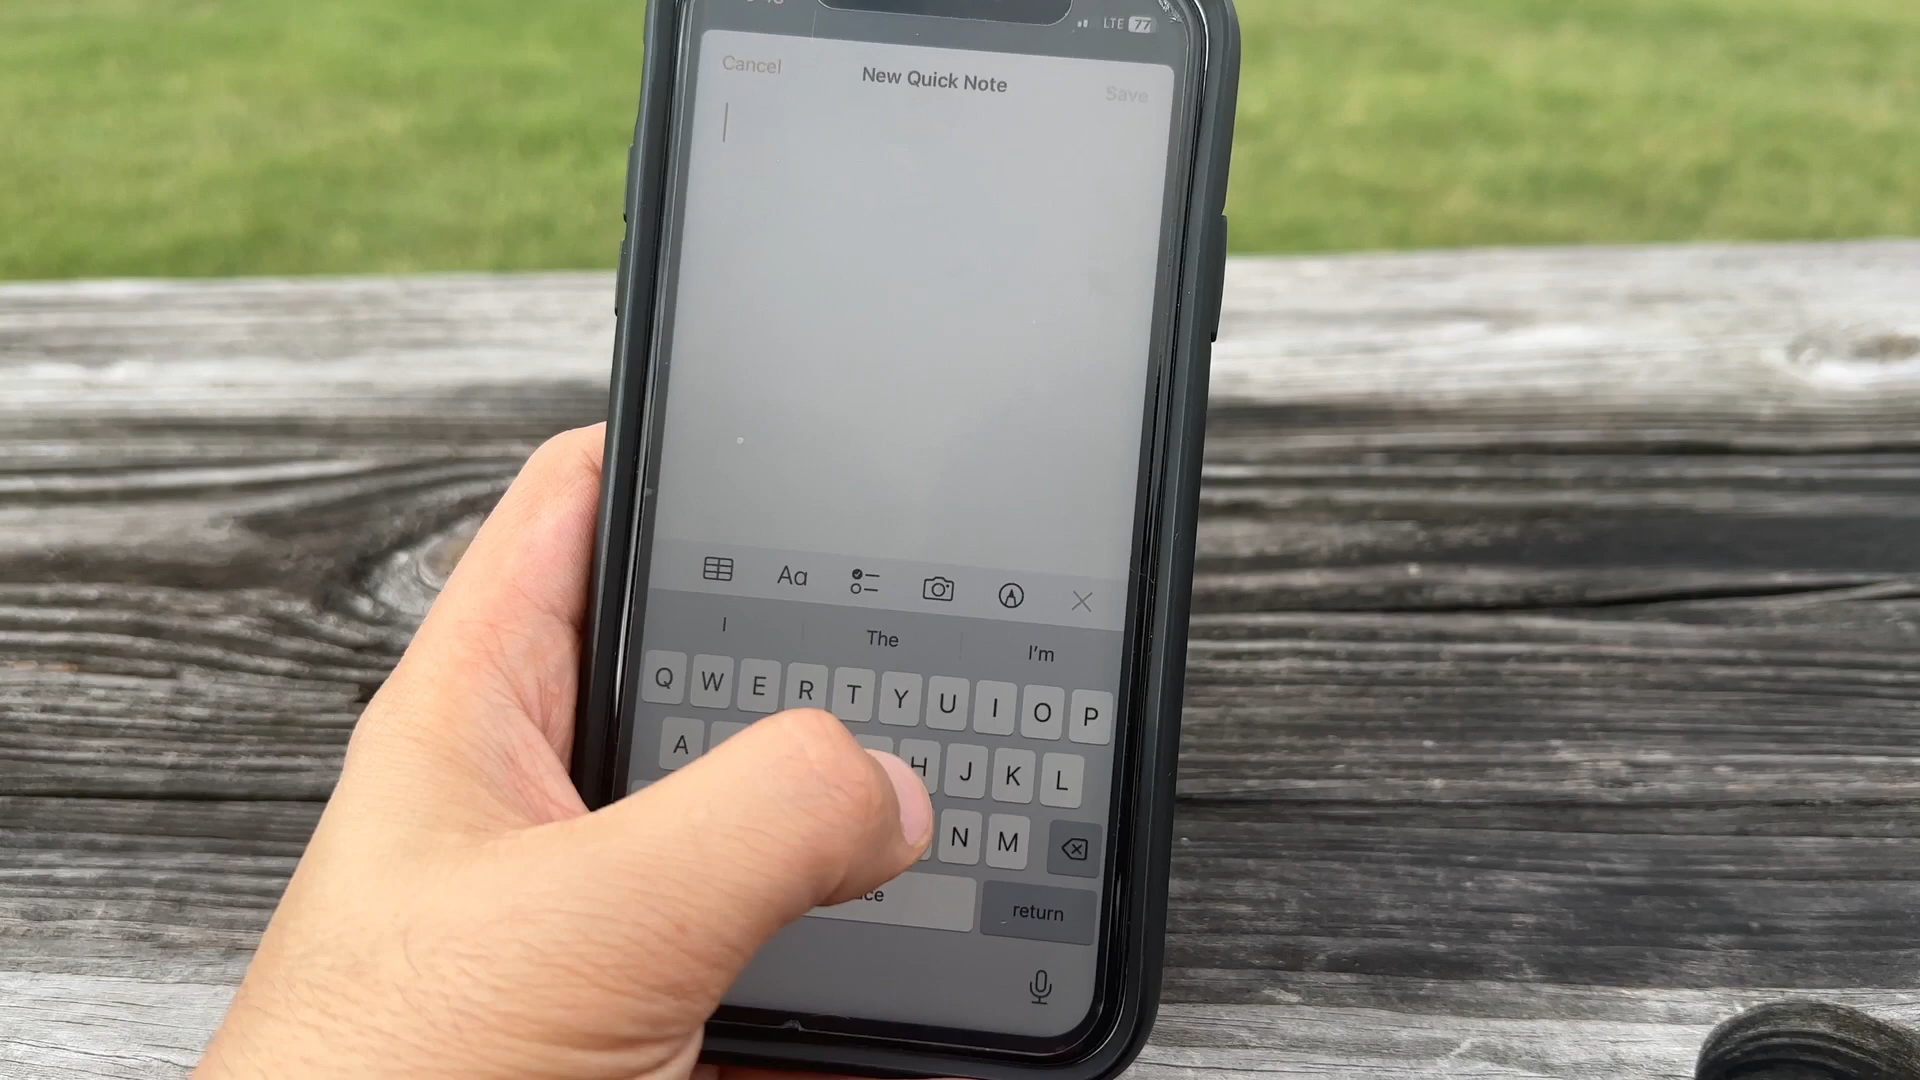 LTE 77
Cancel New Quick Note Save
Aa
I The I'm
Q W E R T Y U I O P
A H J K L
N M
return